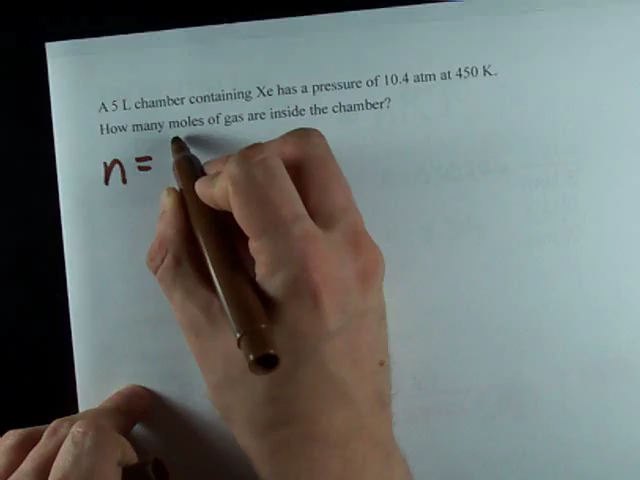 A 5 L chamber containing Xe has a pressure of 10.4 atm at 450 K.
How many moles of gas are inside the chamber?
n =